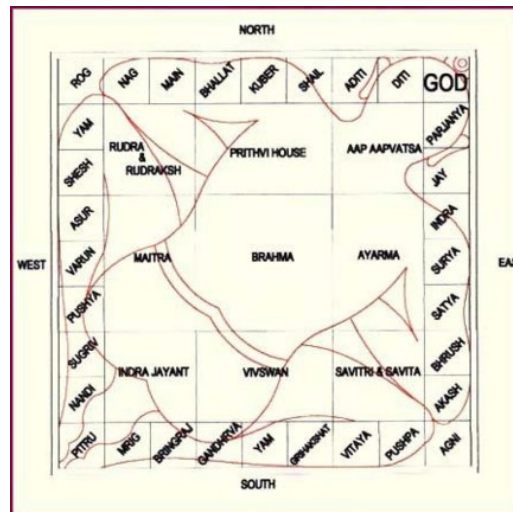 NORTH
ROG
NAG
MAIN
BHALLAT
KUBER
SHAIL
ADITI
DITI
GOD
YAM
PARJANYA
RUDRA
&
RUDRAKSH
PRITHVI HOUSE
AAP AAPVATSA
SHESH
JAY
ASUR
INDRA
WEST
VARUN
MAITRA
BRAHMA
AYARMA
SURYA
EA
PUSHYA
SATYA
SUGRIV
INDRA JAYANT
VIVSWAN
SAVITRI & SAVITA
BHRUSH
NANDI
AKASH
PITRU
MRIG
BRINGRAJ
GANDHRVA
YAM
GRIHAKSHAT
VITAYA
PUSHPA
AGNI
SOUTH